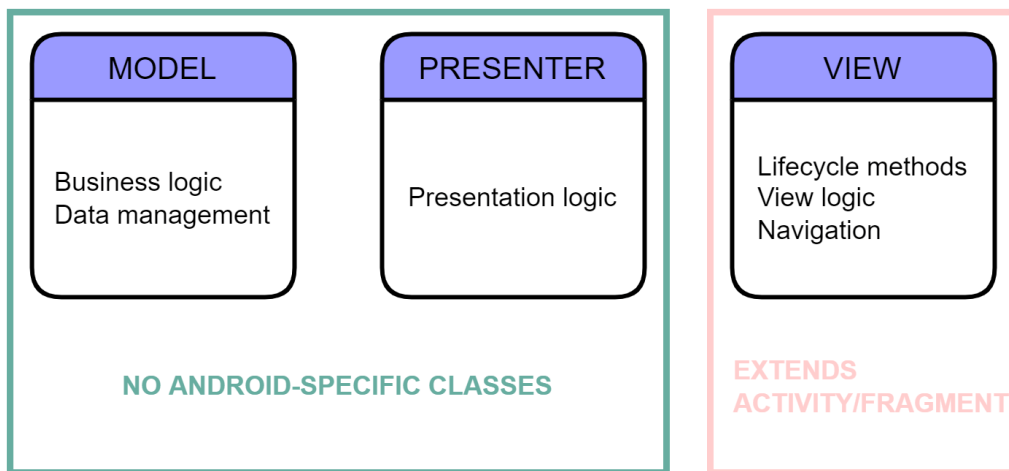 MODEL
Business logic
Data management
PRESENTER
Presentation logic
NO ANDROID-SPECIFIC CLASSES
VIEW
Lifecycle methods
View logic
Navigation
EXTENDS
ACTIVITY/FRAGMENT